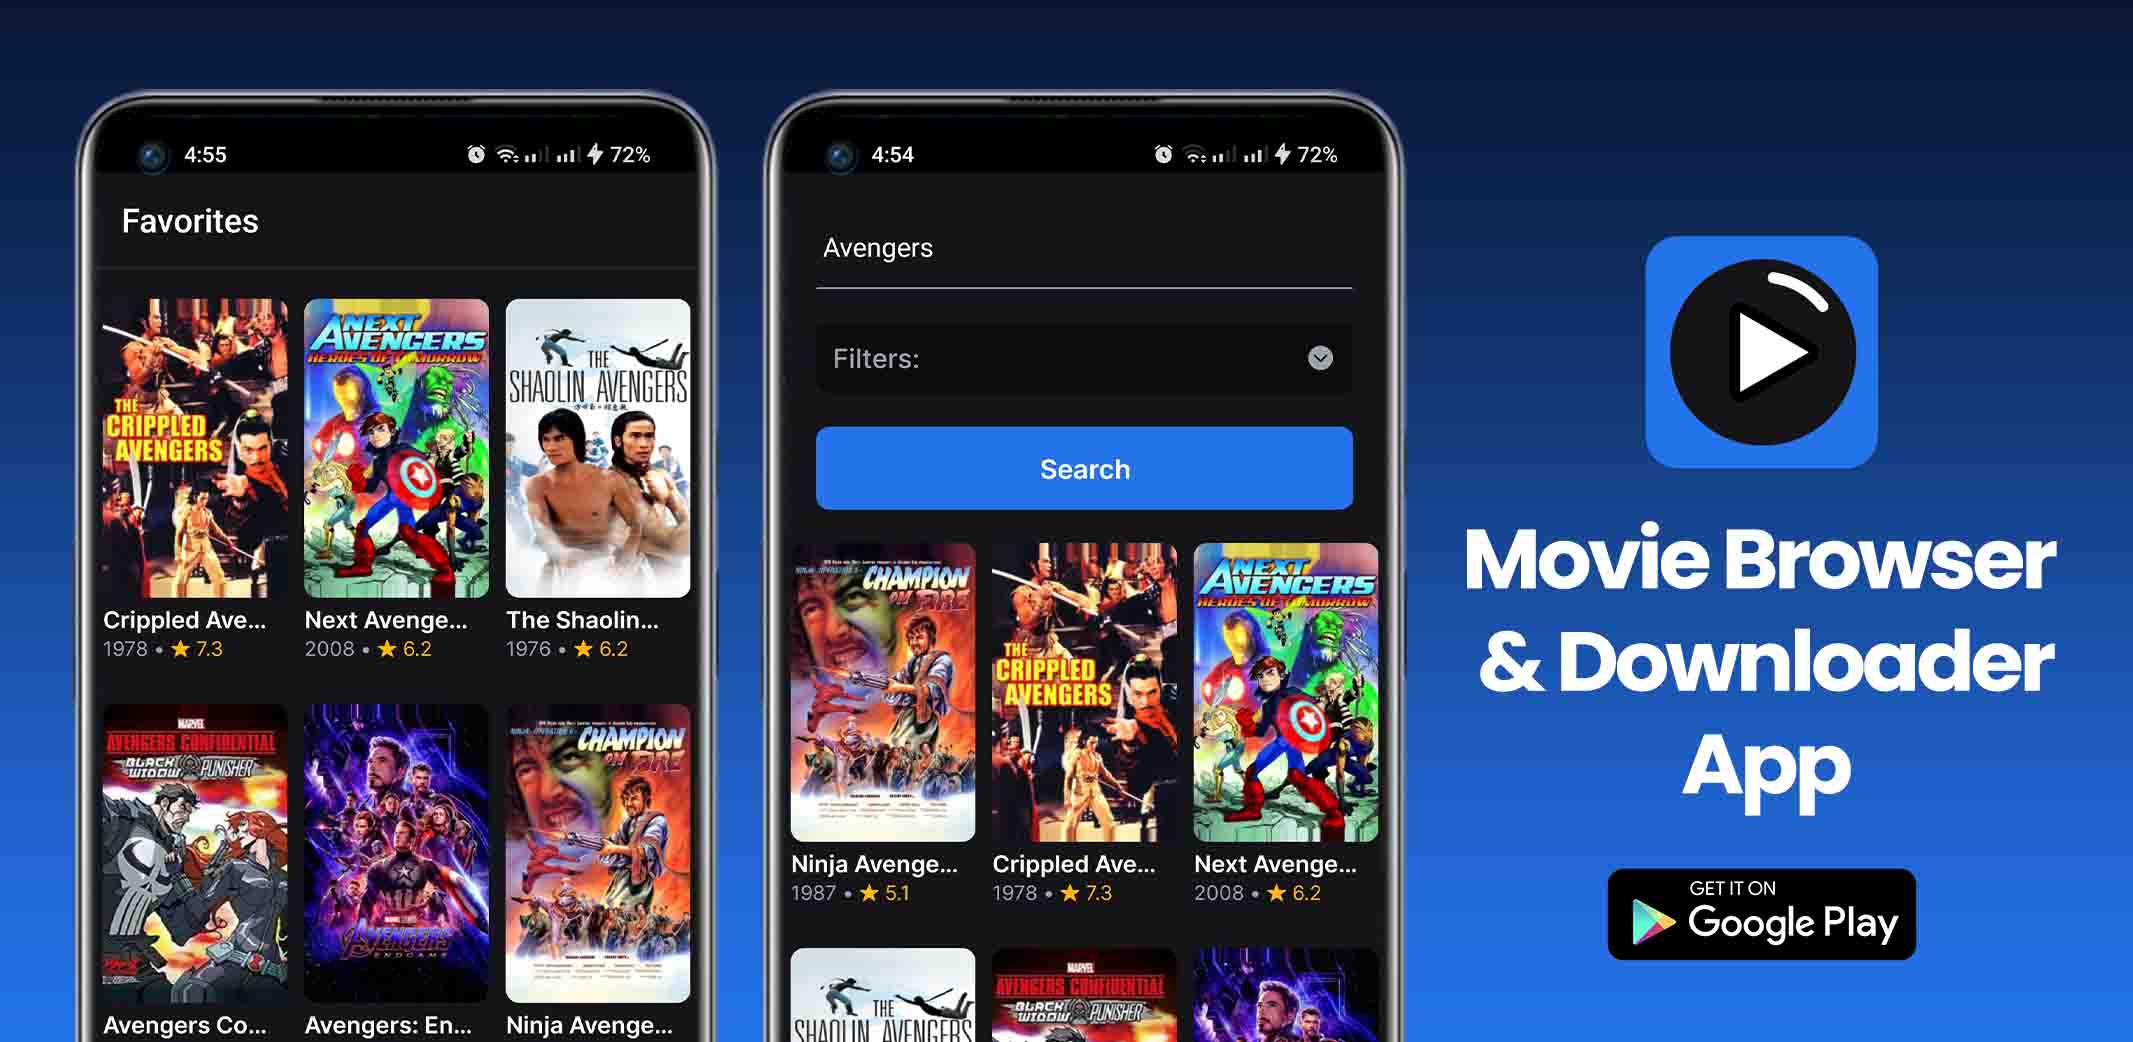 4:55
72%
Favorites
THE
CRIPPLED
AVENGERS
NEXT
AVENGERS
HEROES OF TOMORROW
THE
SHAOLIN AVENGERS
Crippled Ave...
1978 • ★ 7.3
Next Avenge...
2008 • ★ 6.2
The Shaolin...
1976 • ★ 6.2
MARVEL
AVENGERS CONFIDENTIAL
BLACK WIDOW PUNISHER
AVENGERS
ENDGAME
CHAMPION
ON FIRE
Avengers Co...
Avengers: En...
Ninja Avenge...
4:54
72%
Avengers
Filters:
Search
CHAMPION
ON FIRE
THE
CRIPPLED
AVENGERS
NEXT
AVENGERS
HEROES OF TOMORROW
Ninja Avenge...
1987 • ★ 5.1
Crippled Ave...
1978 • ★ 7.3
Next Avenge...
2008 • ★ 6.2
THE
SHAOLIN AVENGERS
MARVEL
AVENGERS CONFIDENTIAL
BLACK WIDOW PUNISHER
Movie Browser
& Downloader
App
GET IT ON
Google Play